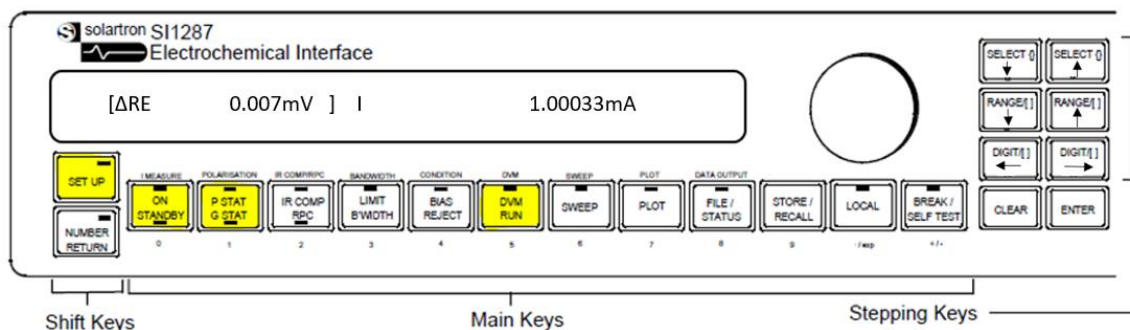 S solartron SI1287
Electrochemical Interface
[ΔRE 0.007mV ] I 1.00033mA
SELECT {} SELECT {}
RANGE/[ ] RANGE/[ ]
DIGIT/[ ] DIGIT/[ ]
CLEAR ENTER
SET UP
NUMBER
RETURN
I MEASURE POLARISATION IR COMP/RPC BANDWIDTH CONDITION DVM SWEEP PLOT DATA OUTPUT
ON P STAT IR COMP LIMIT BIAS DVM SWEEP PLOT FILE / STORE / LOCAL BREAK /
STANDBY G STAT RPC B'WIDTH REJECT RUN STATUS RECALL SELF TEST
0 1 2 3 4 5 6 7 8 9 ·/exp +/-
Shift Keys Main Keys Stepping Keys